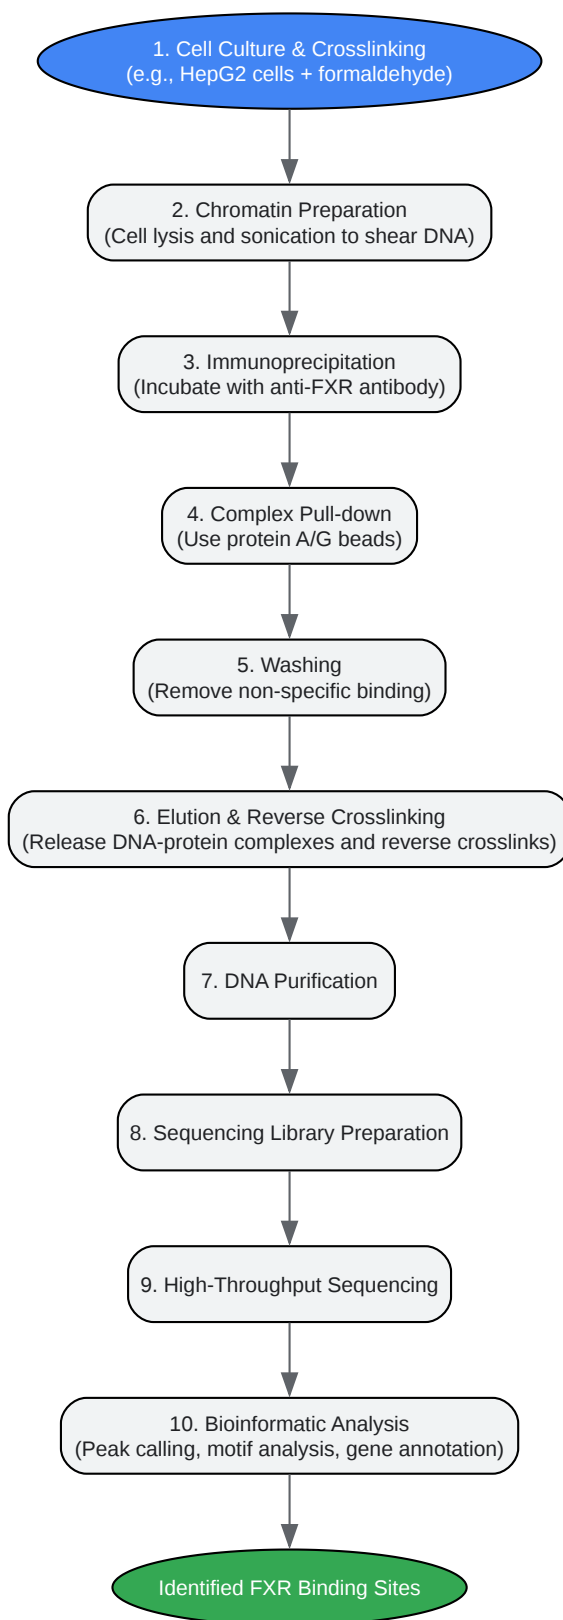 1. Cell Culture & Crosslinking
(e.g., HepG2 cells + formaldehyde)
2. Chromatin Preparation
(Cell lysis and sonication to shear DNA)
3. Immunoprecipitation
(Incubate with anti-FXR antibody)
4. Complex Pull-down
(Use protein A/G beads)
5. Washing
(Remove non-specific binding)
6. Elution & Reverse Crosslinking
(Release DNA-protein complexes and reverse crosslinks)
7. DNA Purification
8. Sequencing Library Preparation
9. High-Throughput Sequencing
10. Bioinformatic Analysis
(Peak calling, motif analysis, gene annotation)
Identified FXR Binding Sites